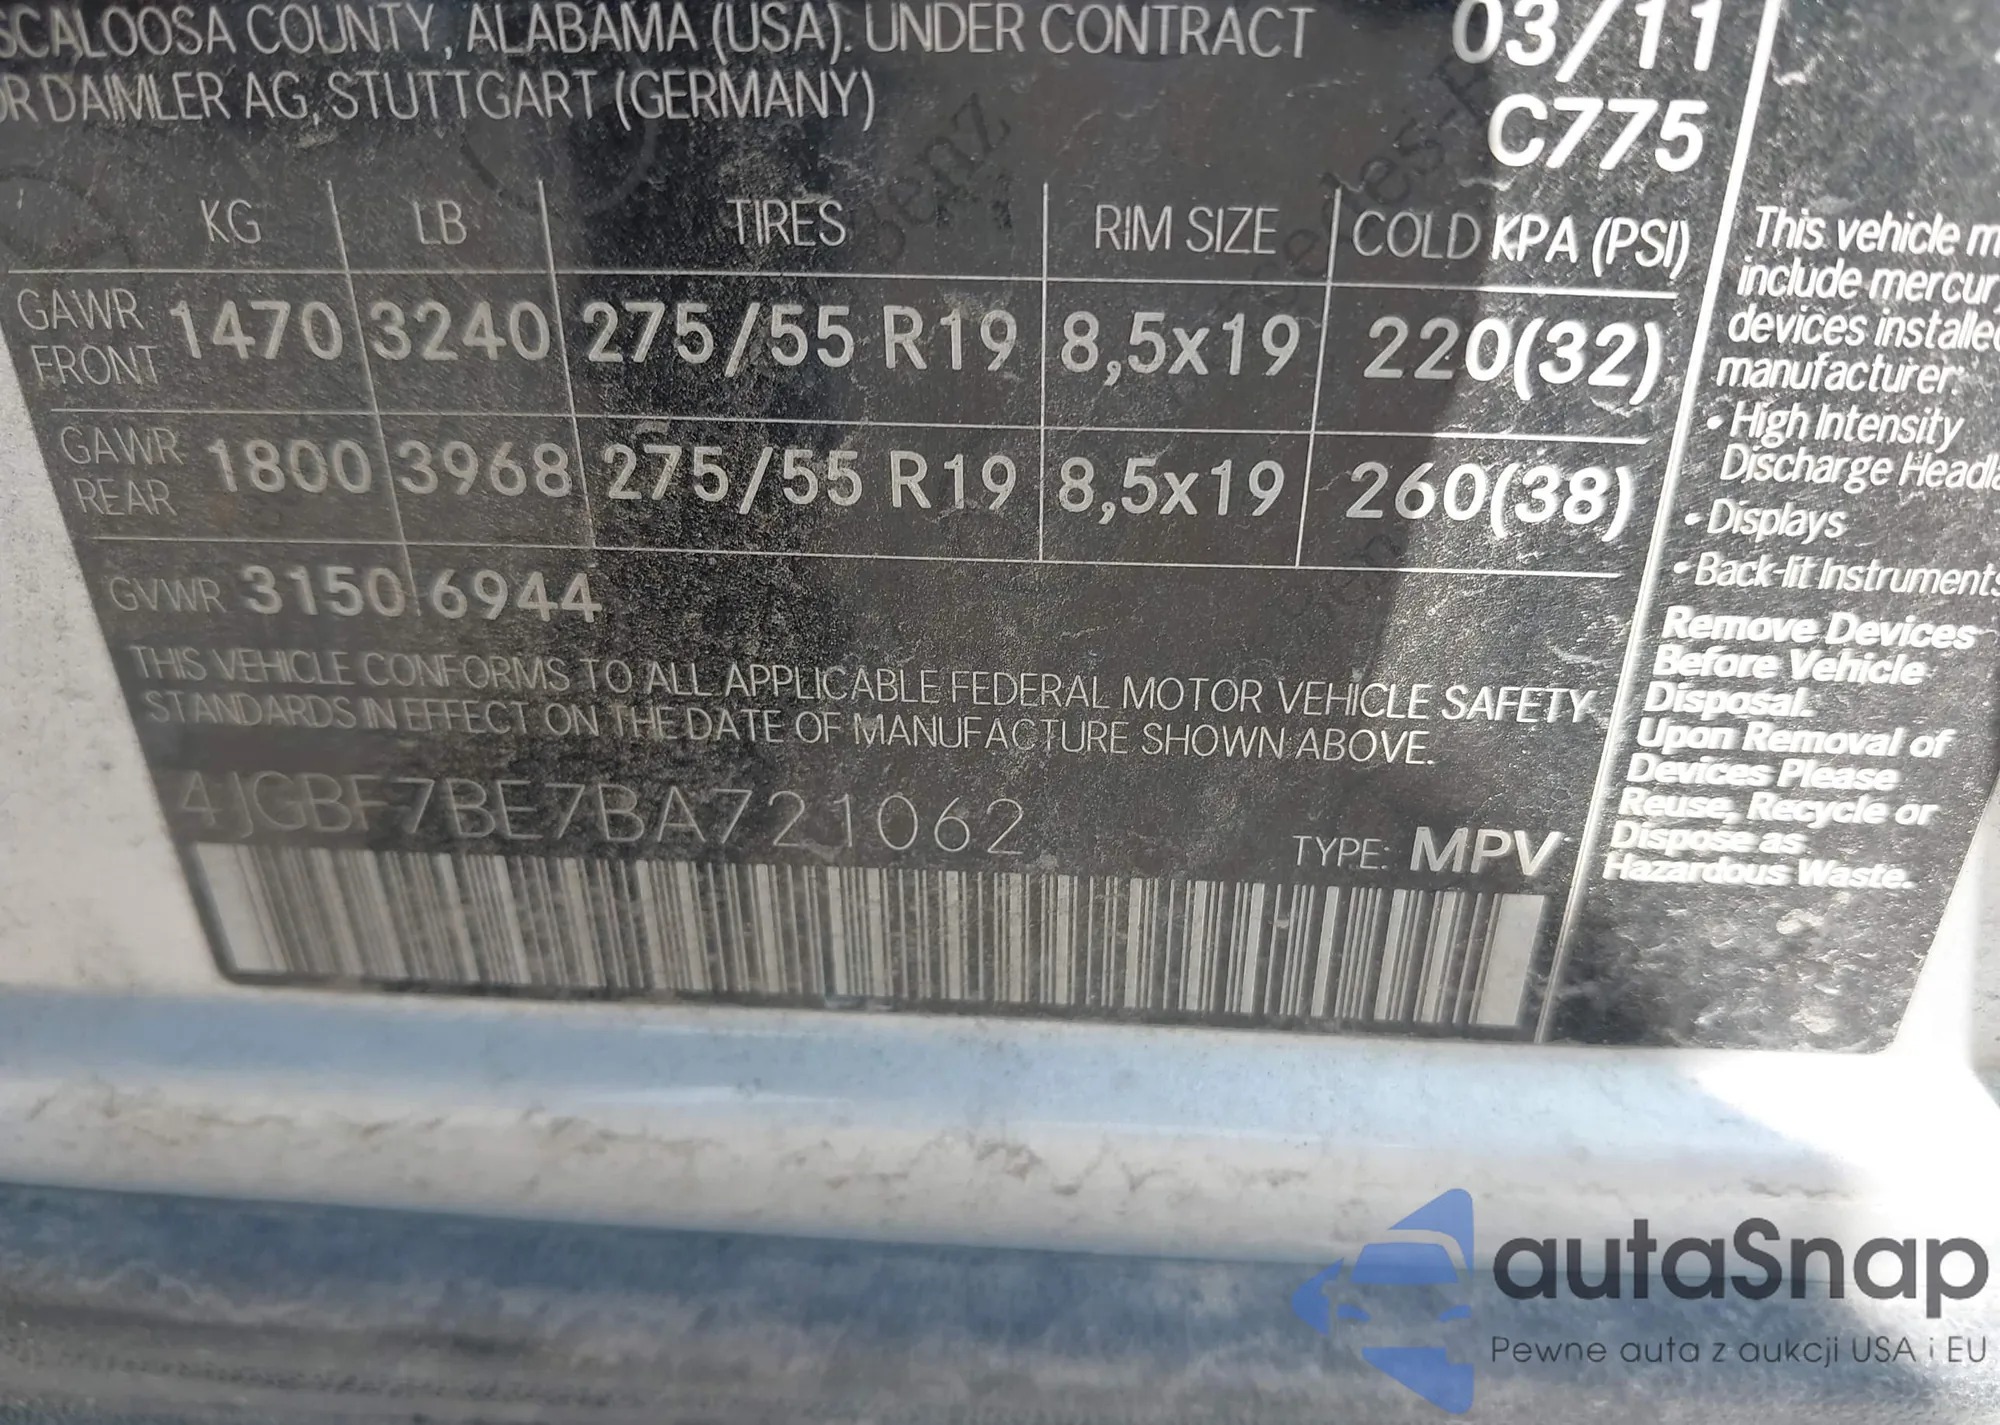 SCALOOSA COUNTY, ALABAMA (USA). UNDER CONTRACT
OR DAIMLER AG, STUTTGART (GERMANY)
03/11
C775
KG LB TIRES RIM SIZE COLD KPA (PSI)
GAWR FRONT 1470 3240 275/55 R19 8,5x19 220(32)
GAWR REAR 1800 3968 275/55 R19 8,5x19 260(38)
GVWR 3150 6944
THIS VEHICLE CONFORMS TO ALL APPLICABLE FEDERAL MOTOR VEHICLE SAFETY
STANDARDS IN EFFECT ON THE DATE OF MANUFACTURE SHOWN ABOVE.
4JGBF7BE7BA721062
TYPE: MPV
This vehicle m
include mercury
devices installe
manufacturer:
• High Intensity
Discharge Headla
• Displays
• Back-lit Instruments
Remove Devices
Before Vehicle
Disposal.
Upon Removal of
Devices Please
Reuse, Recycle or
Dispose as
Hazardous Waste.
autaSnap
Pewne auta z aukcji USA i EU